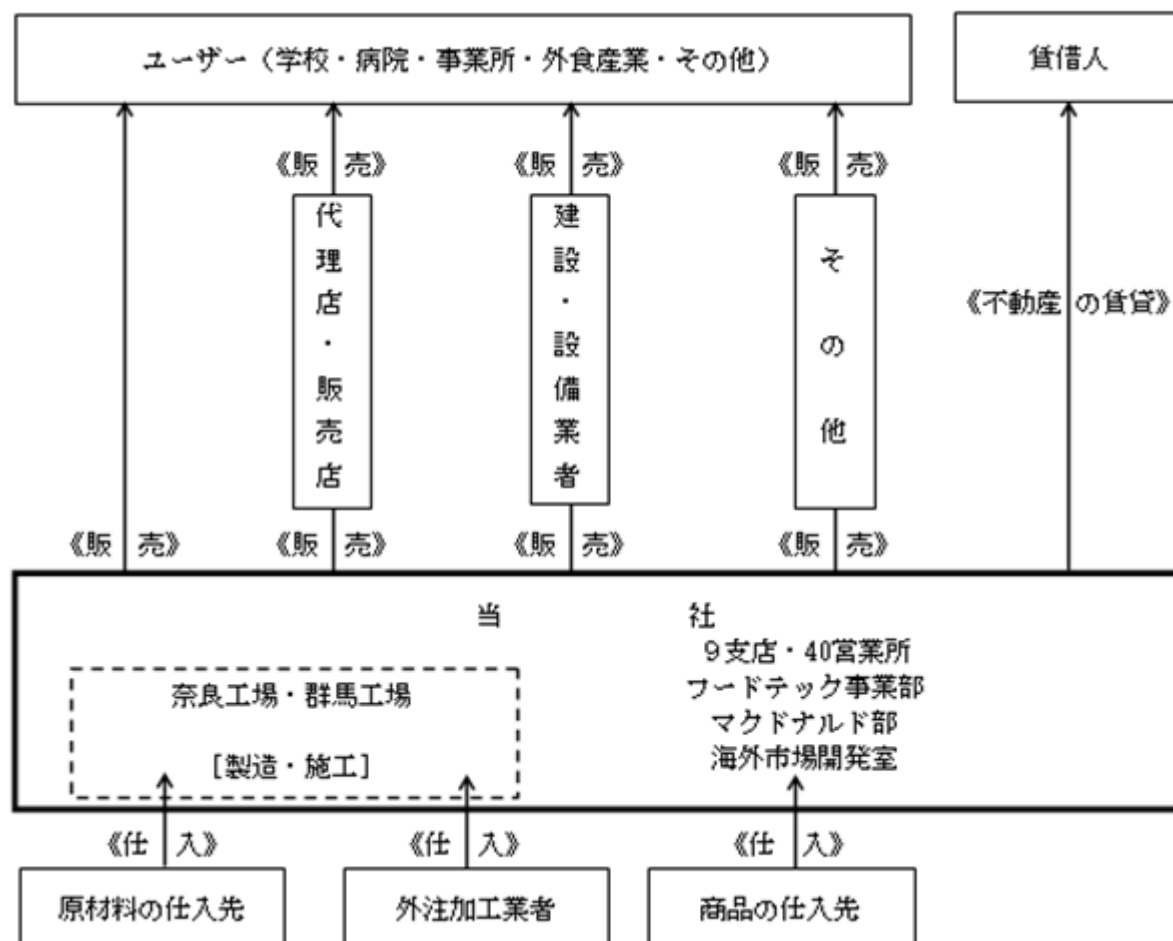 ユーザー（学校・病院・事業所・外食産業・その他）
賃借人
《販 売》
《販 売》
《販 売》
代理店・販売店
建設・設備業者
その他
《不動産の賃貸》
《販 売》
《販 売》
《販 売》
《販 売》
当 社
9支店・40営業所
フードテック事業部
マクドナルド部
海外市場開発室
奈良工場・群馬工場
［製造・施工］
《仕 入》
《仕 入》
《仕 入》
原材料の仕入先
外注加工業者
商品の仕入先